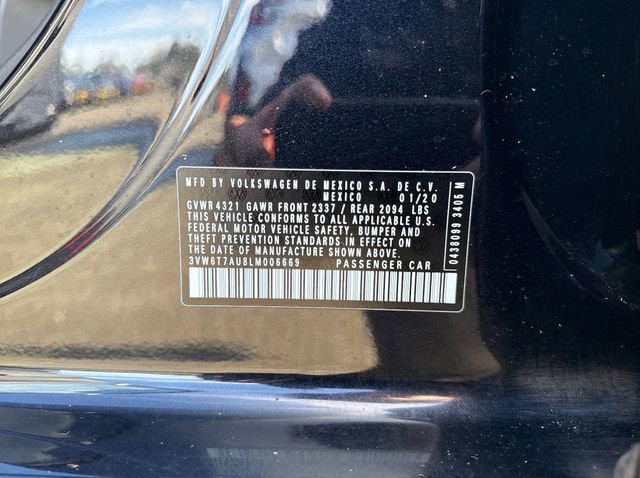 MFD BY VOLKSWAGEN DE MEXICO S.A. DE C.V.
MEXICO 01/20
GVWR 4321 GAWR FRONT 2337 / REAR 2094 LBS
THIS VEHICLE CONFORMS TO ALL APPLICABLE U.S.
FEDERAL MOTOR VEHICLE SAFETY, BUMPER AND
THEFT PREVENTION STANDARDS IN EFFECT ON
THE DATE OF MANUFACTURE SHOWN ABOVE.
3VW6T7AU8LM006669 PASSENGER CAR
0438099 3405 M